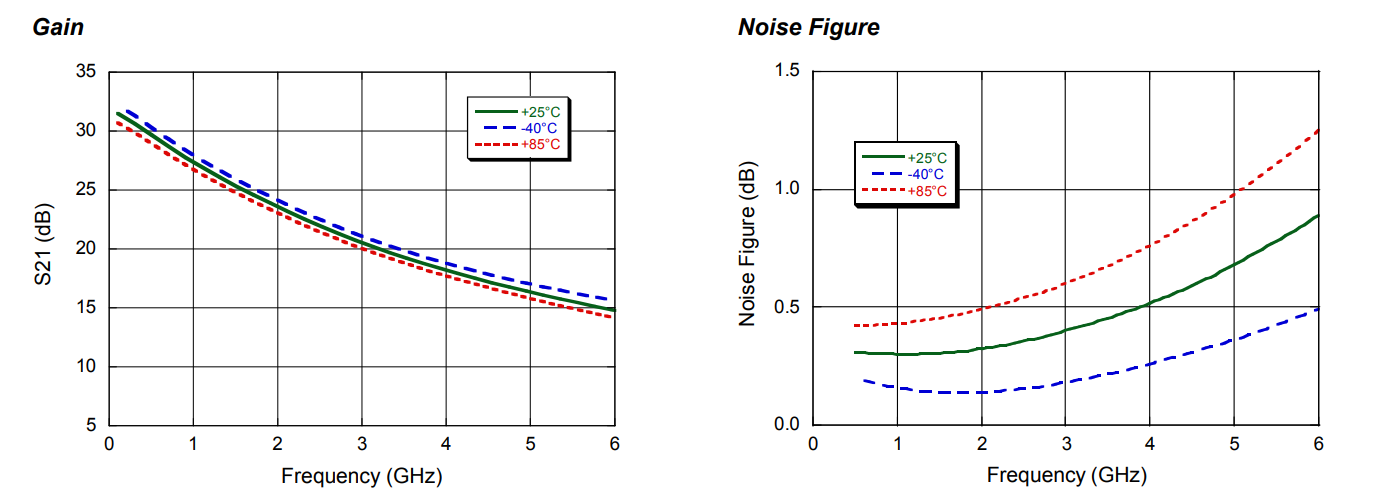 Gain
35
30
25
20
15
10
5
S21 (dB)
+25°C
-40°C
+85°C
0 1 2 3 4 5 6
Frequency (GHz)
Noise Figure
1.5
1.0
0.5
0.0
Noise Figure (dB)
+25°C
-40°C
+85°C
0 1 2 3 4 5 6
Frequency (GHz)